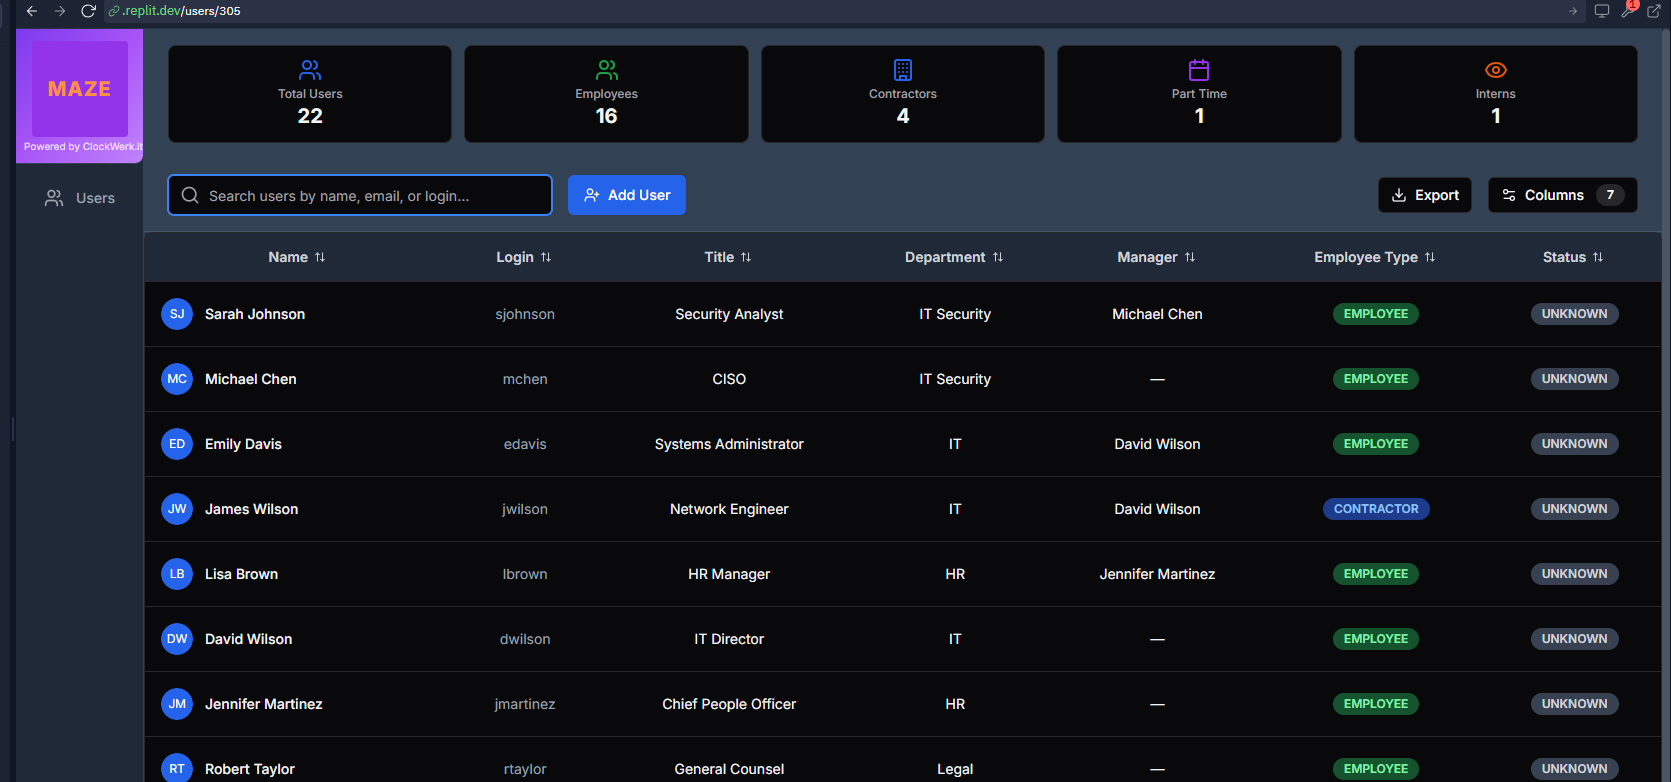 .replit.dev/users/305
1
MAZE
Powered by ClockWerk.it
Users
Total Users
22
Employees
16
Contractors
4
Part Time
1
Interns
1
Search users by name, email, or login...
Add User
Export
Columns 7
Name Login Title Department Manager Employee Type Status
SJ Sarah Johnson sjohnson Security Analyst IT Security Michael Chen EMPLOYEE UNKNOWN
MC Michael Chen mchen CISO IT Security — EMPLOYEE UNKNOWN
ED Emily Davis edavis Systems Administrator IT David Wilson EMPLOYEE UNKNOWN
JW James Wilson jwilson Network Engineer IT David Wilson CONTRACTOR UNKNOWN
LB Lisa Brown lbrown HR Manager HR Jennifer Martinez EMPLOYEE UNKNOWN
DW David Wilson dwilson IT Director IT — EMPLOYEE UNKNOWN
JM Jennifer Martinez jmartinez Chief People Officer HR — EMPLOYEE UNKNOWN
RT Robert Taylor rtaylor General Counsel Legal — EMPLOYEE UNKNOWN